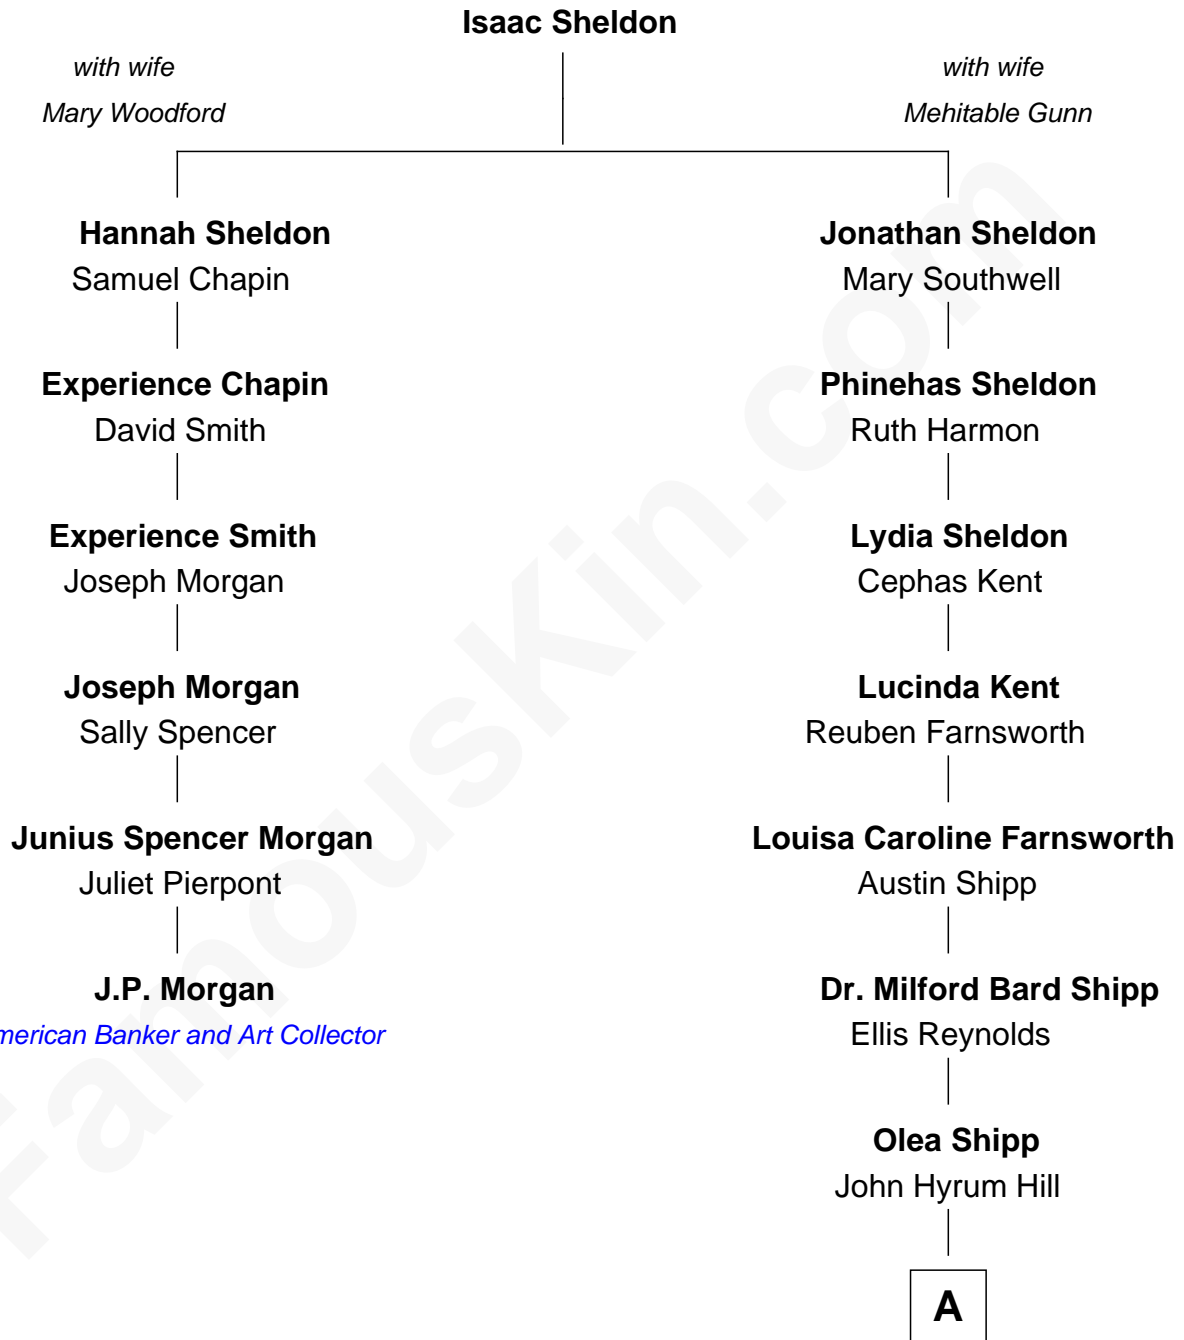 Isaac Sheldon
with wife
Mary Woodford
with wife
Mehitable Gunn
Hannah Sheldon
Samuel Chapin
Jonathan Sheldon
Mary Southwell
Experience Chapin
David Smith
Phinehas Sheldon
Ruth Harmon
Experience Smith
Joseph Morgan
Lydia Sheldon
Cephas Kent
Joseph Morgan
Sally Spencer
Lucinda Kent
Reuben Farnsworth
Junius Spencer Morgan
Juliet Pierpont
Louisa Caroline Farnsworth
Austin Shipp
J.P. Morgan
merican Banker and Art Collector
Dr. Milford Bard Shipp
Ellis Reynolds
Olea Shipp
John Hyrum Hill
A
FamousKin.com